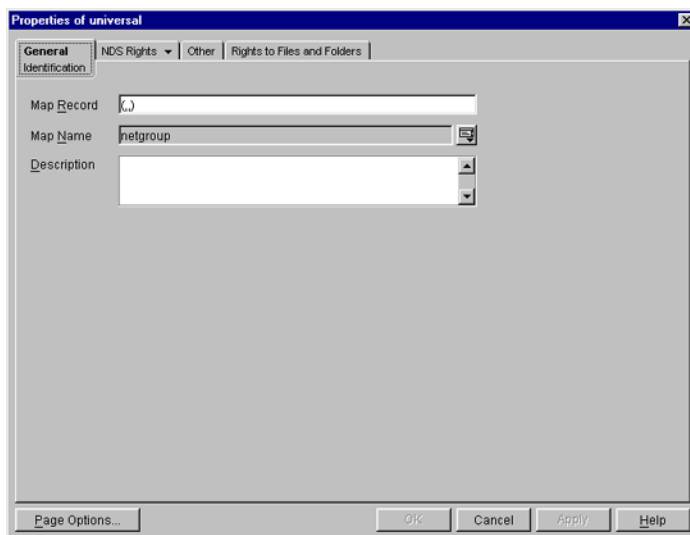 Properties of universal
General NDS Rights Other Rights to Files and Folders
Identification
Map Record (,,)
Map Name netgroup
Description
Page Options... OK Cancel Apply Help